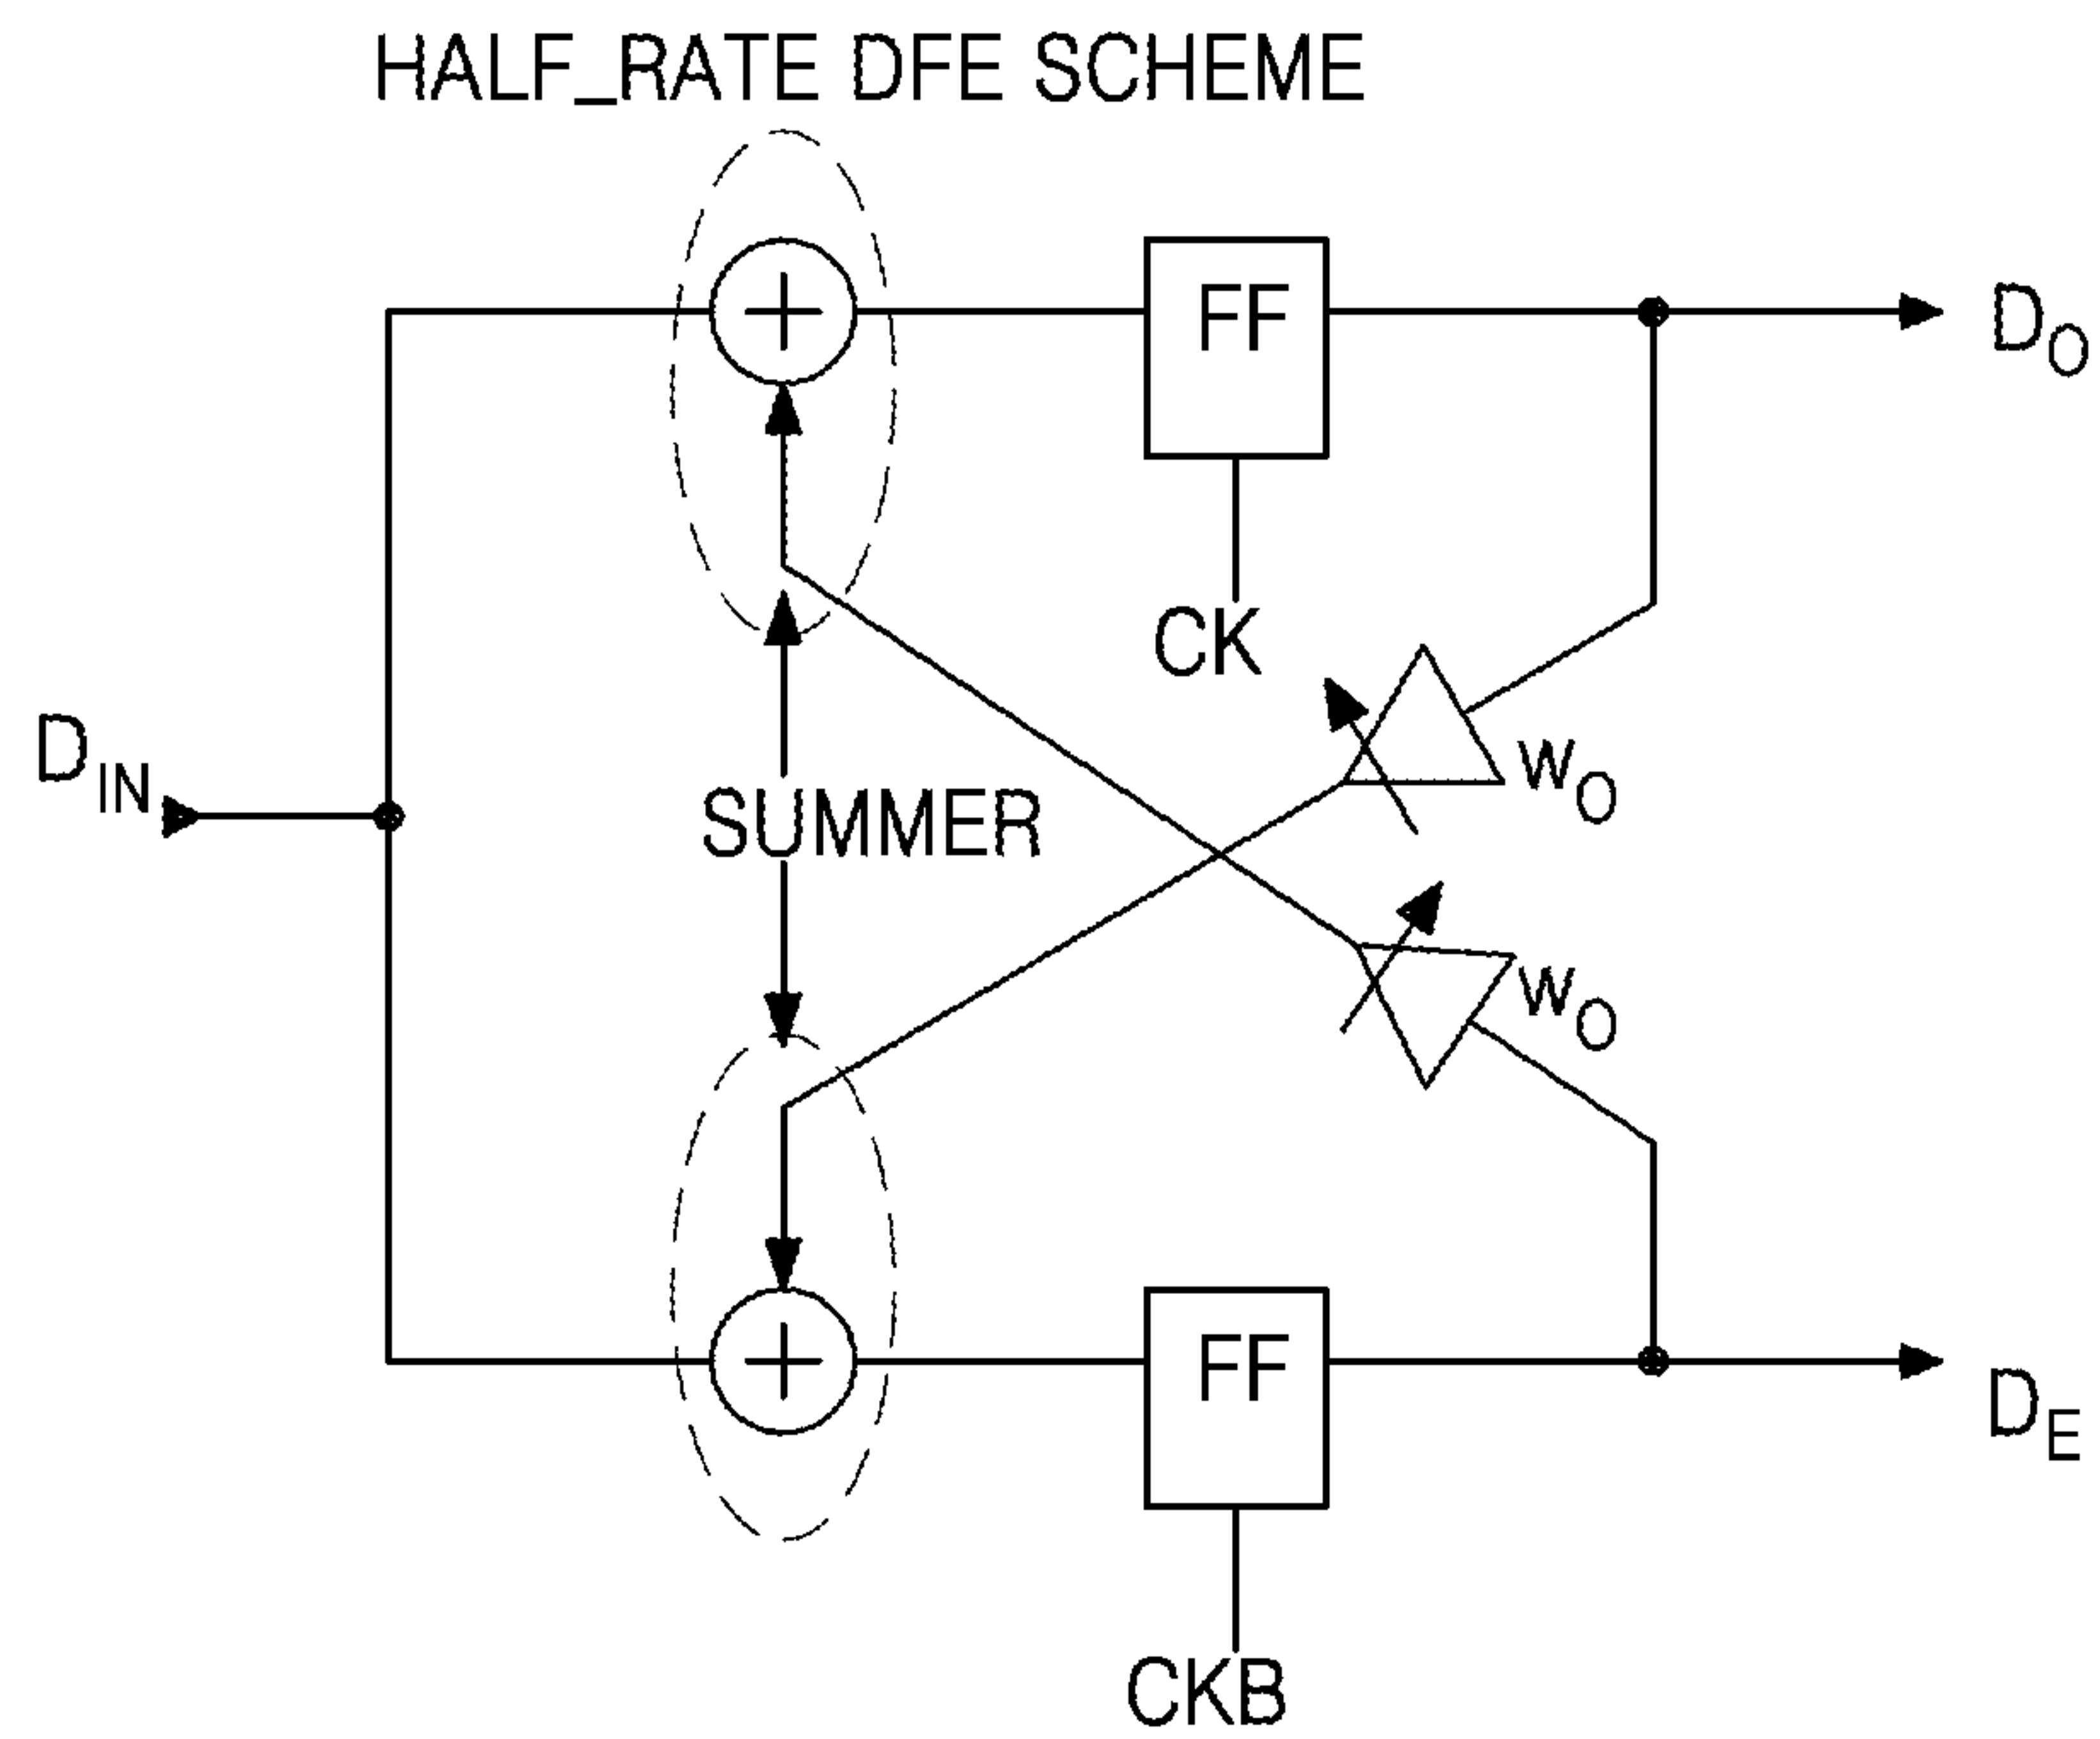 HALF_RATE DFE SCHEME
FF
DO
CK
DIN
wO
SUMMER
wO
FF
DE
CKB